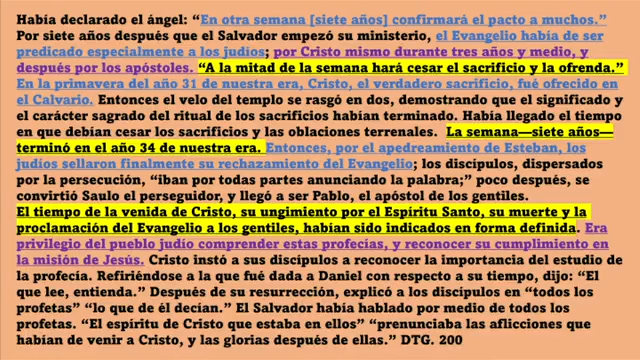 Había declarado el ángel: “En otra semana [siete años] confirmará el pacto a muchos.”
Por siete años después que el Salvador empezó su ministerio, el Evangelio había de ser
predicado especialmente a los judíos; por Cristo mismo durante tres años y medio, y
después por los apóstoles. “A la mitad de la semana hará cesar el sacrificio y la ofrenda.”
En la primavera del año 31 de nuestra era, Cristo, el verdadero sacrificio, fué ofrecido en
el Calvario. Entonces el velo del templo se rasgó en dos, demostrando que el significado y
el carácter sagrado del ritual de los sacrificios habían terminado. Había llegado el tiempo
en que debían cesar los sacrificios y las oblaciones terrenales. La semana—siete años—
terminó en el año 34 de nuestra era. Entonces, por el apedreamiento de Esteban, los
judíos sellaron finalmente su rechazamiento del Evangelio; los discípulos, dispersados
por la persecución, “iban por todas partes anunciando la palabra;” poco después, se
convirtió Saulo el perseguidor, y llegó a ser Pablo, el apóstol de los gentiles.
El tiempo de la venida de Cristo, su ungimiento por el Espíritu Santo, su muerte y la
proclamación del Evangelio a los gentiles, habían sido indicados en forma definida. Era
privilegio del pueblo judío comprender estas profecías, y reconocer su cumplimiento en
la misión de Jesús. Cristo instó a sus discípulos a reconocer la importancia del estudio de
la profecía. Refiriéndose a la que fué dada a Daniel con respecto a su tiempo, dijo: “El
que lee, entienda.” Después de su resurrección, explicó a los discípulos en “todos los
profetas” “lo que de él decían.” El Salvador había hablado por medio de todos los
profetas. “El espíritu de Cristo que estaba en ellos” “prenunciaba las aflicciones que
habían de venir a Cristo, y las glorias después de ellas.” DTG. 200